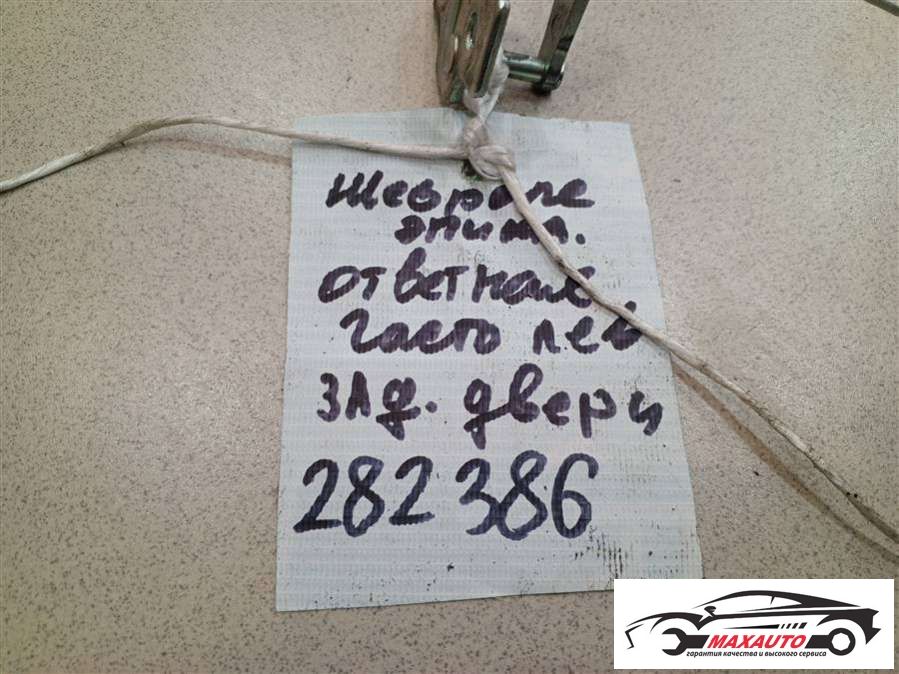 Шевроле
эпика.
ответная
часть лев
зад. двери
282386
MAXAUTO
гарантия качества и высокого сервиса